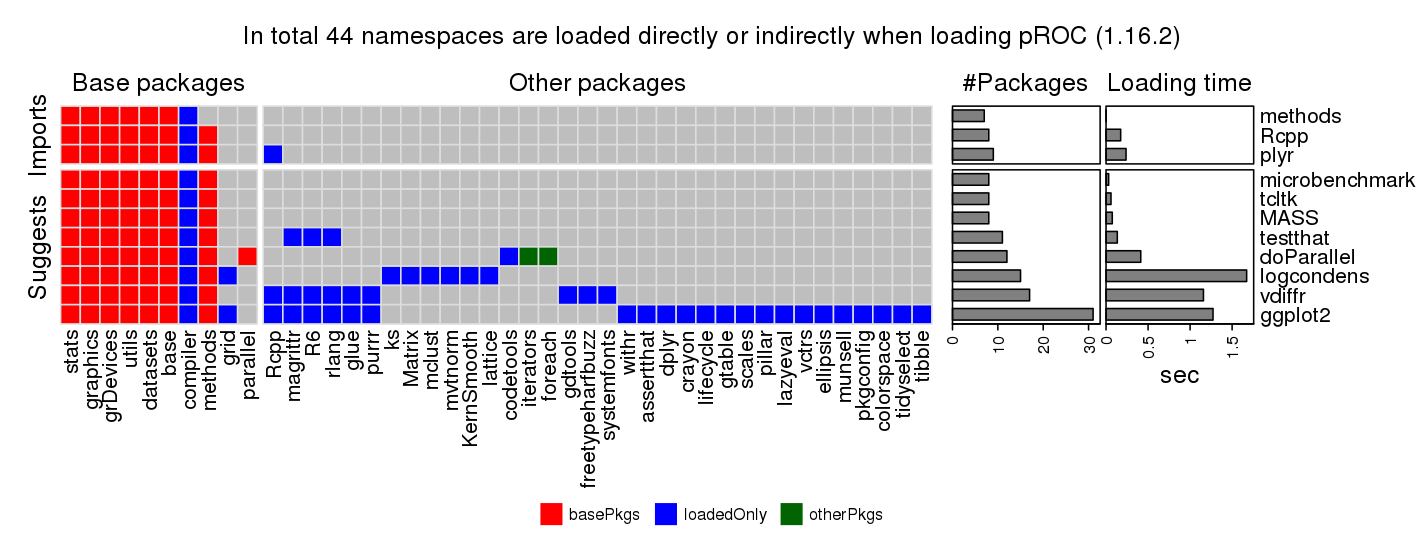 In total 44 namespaces are loaded directly or indirectly when loading pROC (1.16.2)
Base packages
Other packages
#Packages
Loading time
Imports
Suggests
methods
Rcpp
plyr
microbenchmark
tcltk
MASS
testthat
doParallel
logcondens
vdiffr
ggplot2
stats
graphics
grDevices
utils
datasets
base
compiler
methods
grid
parallel
Rcpp
magrittr
R6
rlang
glue
purrr
ks
Matrix
mclust
mvtnorm
KernSmooth
lattice
codetools
iterators
foreach
gdtools
freetypeharfbuzz
systemfonts
withr
assertthat
dplyr
crayon
lifecycle
gtable
scales
pillar
lazyeval
vctrs
ellipsis
munsell
pkgconfig
colorspace
tidyselect
tibble
0
10
20
30
0
0.5
1
1.5
sec
basePkgs
loadedOnly
otherPkgs